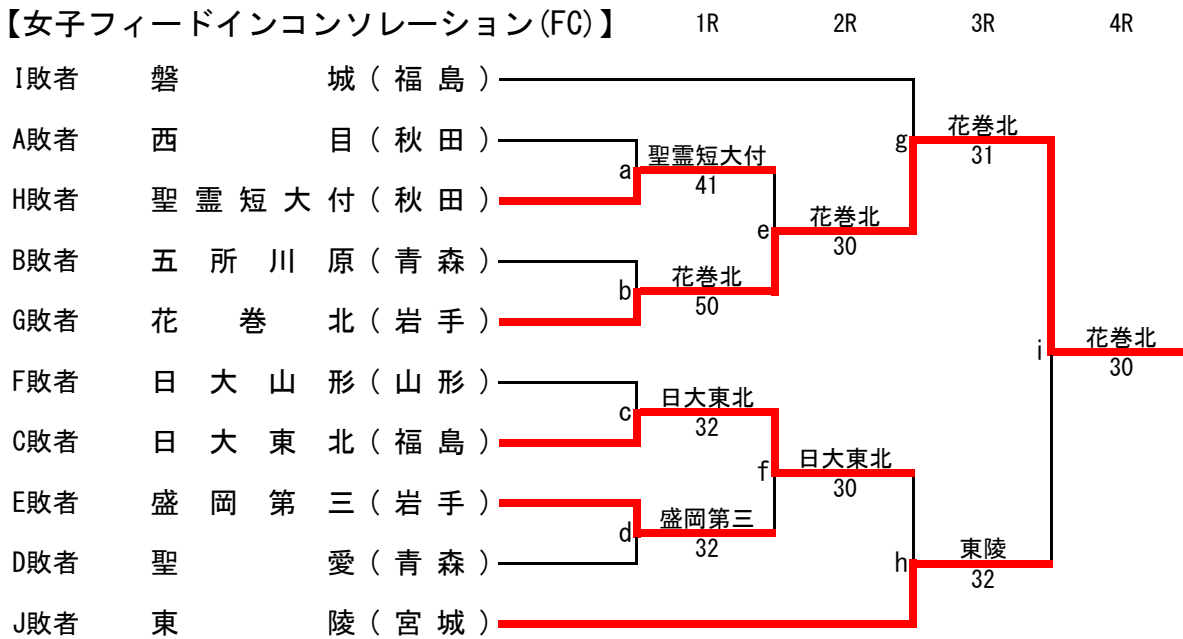 【女子フィードインコンソレーション(FC)】 1R 2R 3R 4R
I敗者 磐城(福島)
花巻北
A敗者 西目(秋田) g
聖霊短大付 31
a
41
H敗者 聖霊短大付(秋田)
花巻北
e
30
B敗者 五所川原(青森)
花巻北
b
50
G敗者 花巻北(岩手)
花巻北
i
30
F敗者 日大山形(山形)
日大東北
c
32
C敗者 日大東北(福島)
日大東北
f
30
E敗者 盛岡第三(岩手)
盛岡第三
d
32
D敗者 聖愛(青森)
東陵
h
32
J敗者 東陵(宮城)